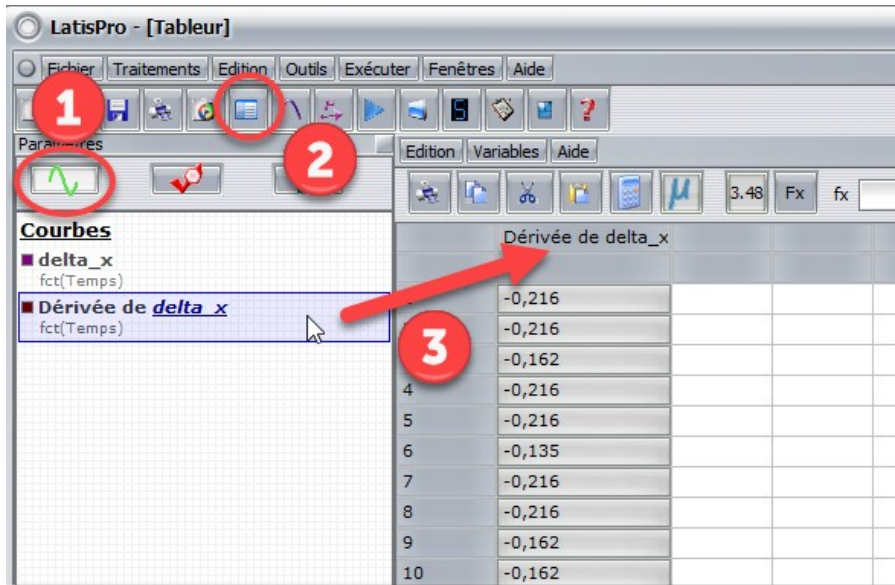 LatisPro - [Tableur]
Fichier Traitements Edition Outils Exécuter Fenêtres Aide
1
2
Edition Variables Aide
3.48 Fx fx
Courbes
Dérivée de delta_x
delta_x
fct(Temps)
Dérivée de delta_x
fct(Temps)
3
-0,216
-0,216
-0,162
4 -0,216
5 -0,216
6 -0,135
7 -0,216
8 -0,216
9 -0,162
10 -0,162